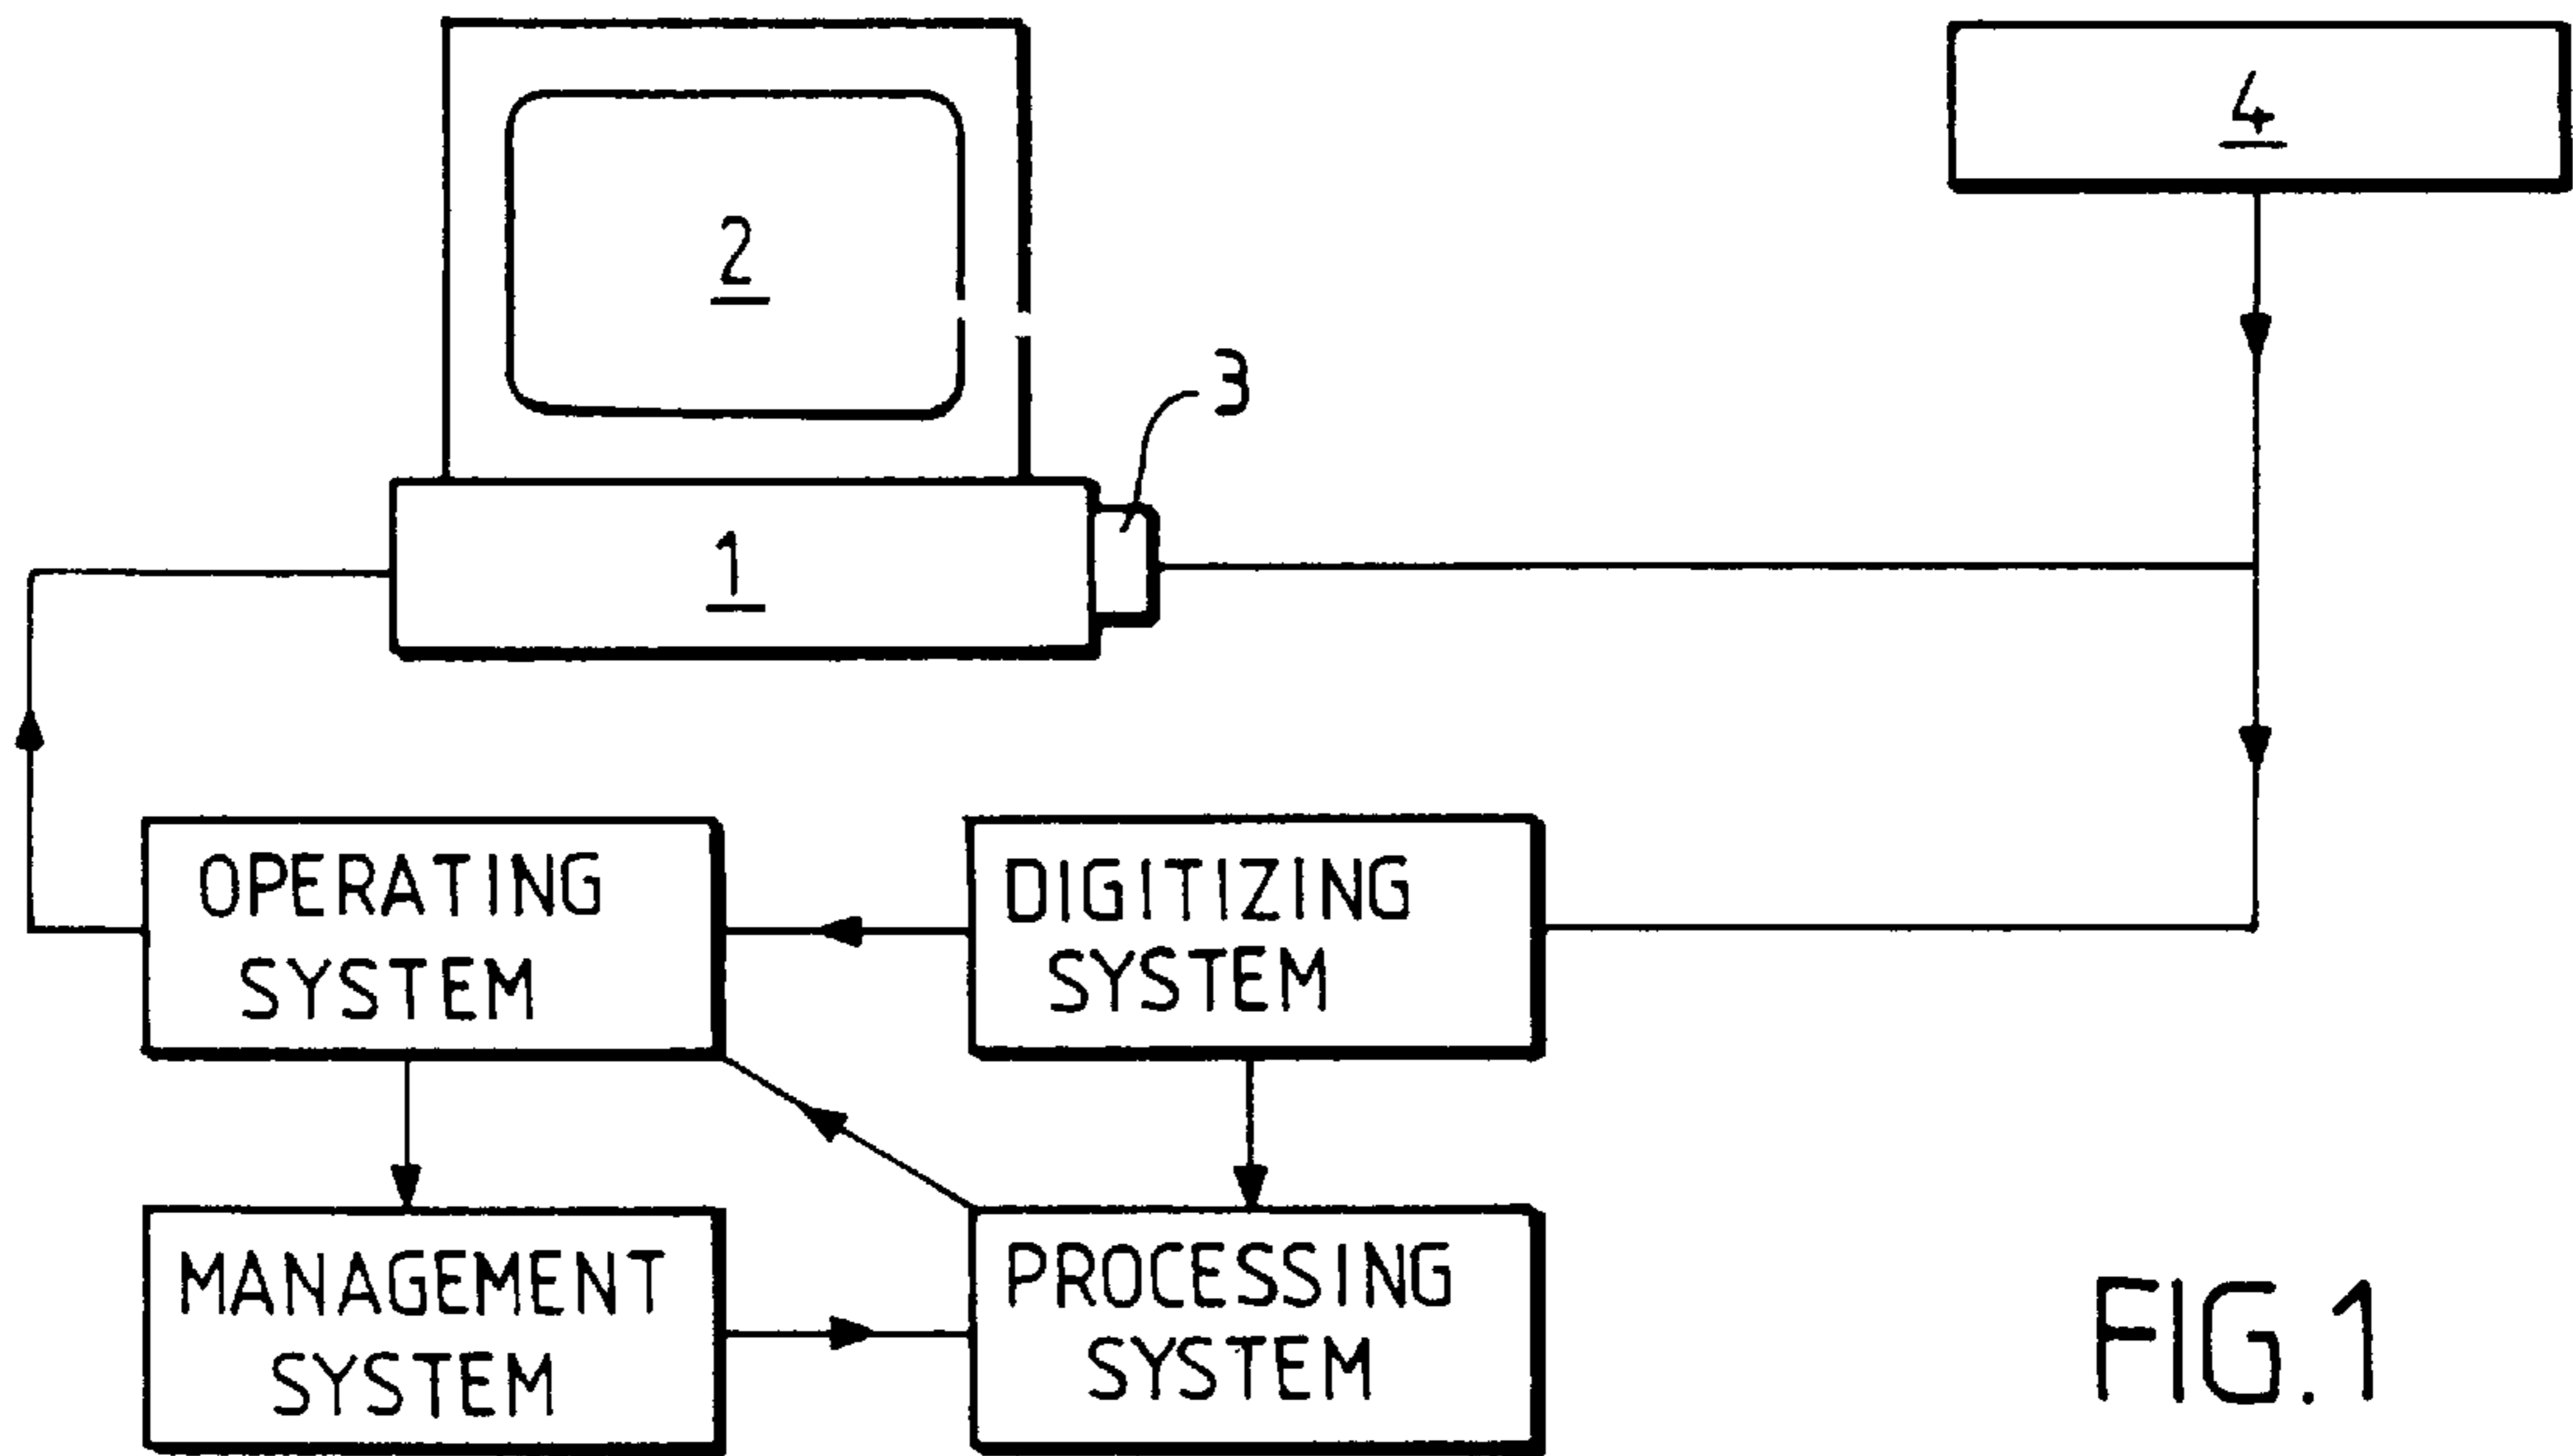 4
2
3
1
OPERATING
SYSTEM
DIGITIZING
SYSTEM
MANAGEMENT
SYSTEM
PROCESSING
SYSTEM
FIG.1